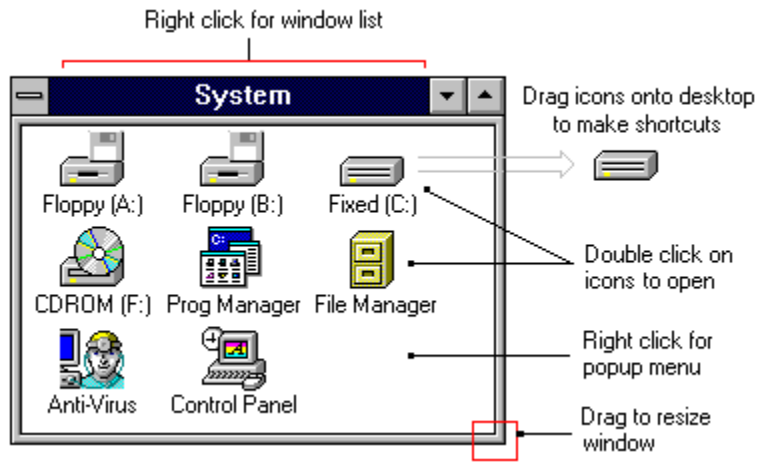 Right click for window list
System
Drag icons onto desktop
to make shortcuts
Floppy (A:) Floppy (B:) Fixed (C:)
Double click on
icons to open
C:
CDROM (F:) Prog Manager File Manager
Right click for
popup menu
A
Anti-Virus Control Panel
Drag to resize
window